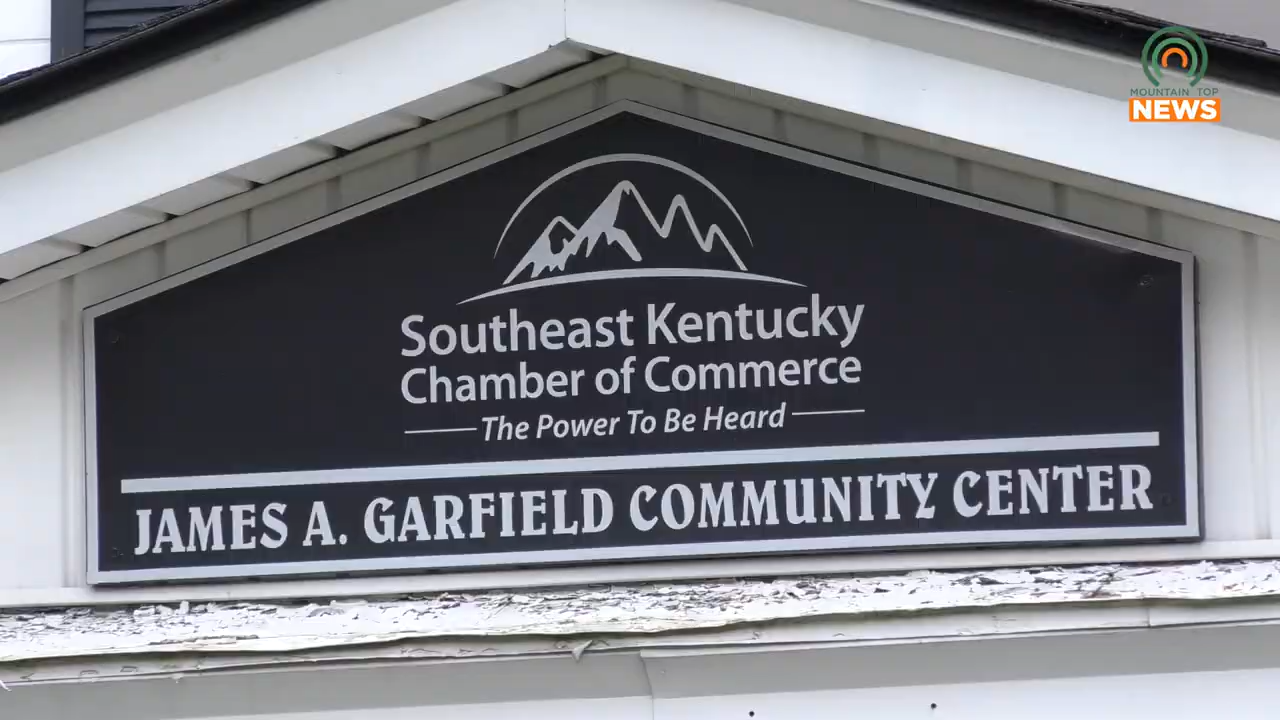 MOUNTAIN TOP
NEWS
Southeast Kentucky
Chamber of Commerce
The Power To Be Heard
JAMES A. GARFIELD COMMUNITY CENTER